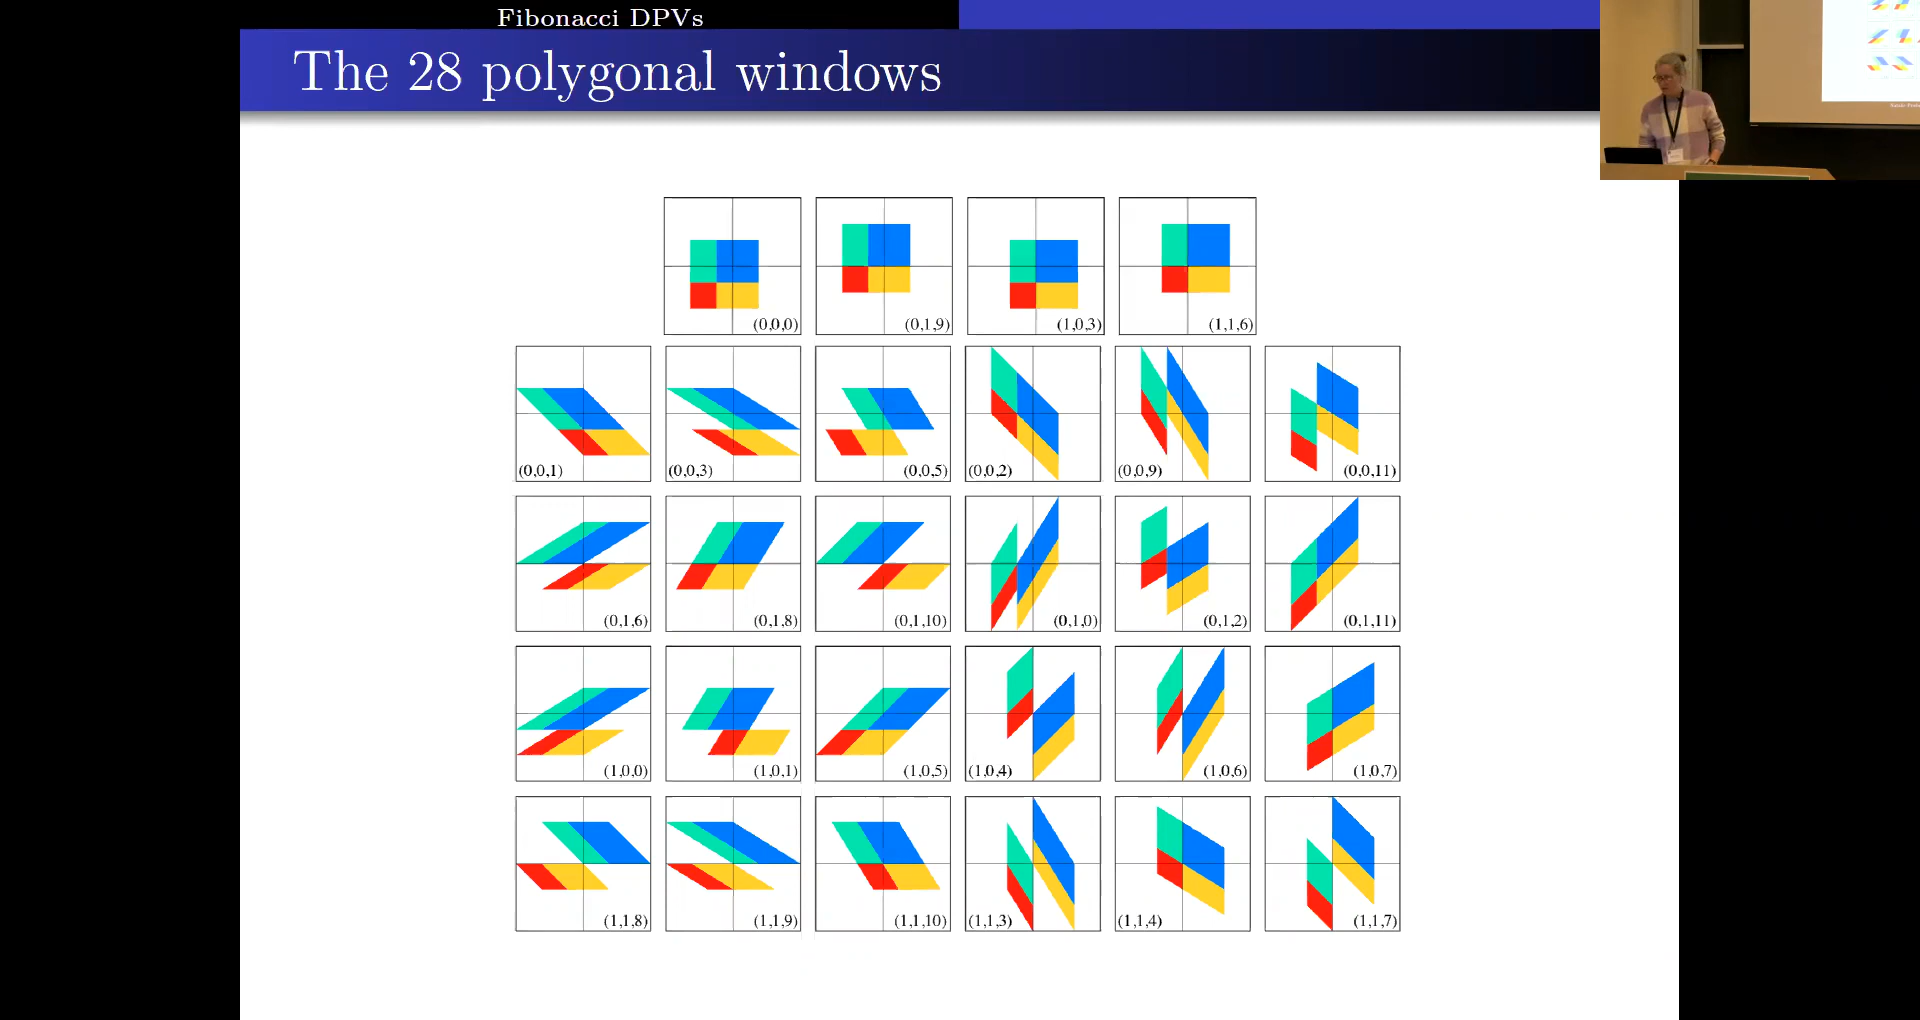 Fibonacci DPVs
The 28 polygonal windows
(0,0,0) (0,1,9) (1,0,3) (1,1,6)
(0,0,1) (0,0,3) (0,0,5) (0,0,2) (0,0,9) (0,0,11)
(0,1,6) (0,1,8) (0,1,10) (0,1,0) (0,1,2) (0,1,11)
(1,0,0) (1,0,1) (1,0,5) (1,0,4) (1,0,6) (1,0,7)
(1,1,8) (1,1,9) (1,1,10) (1,1,3) (1,1,4) (1,1,7)